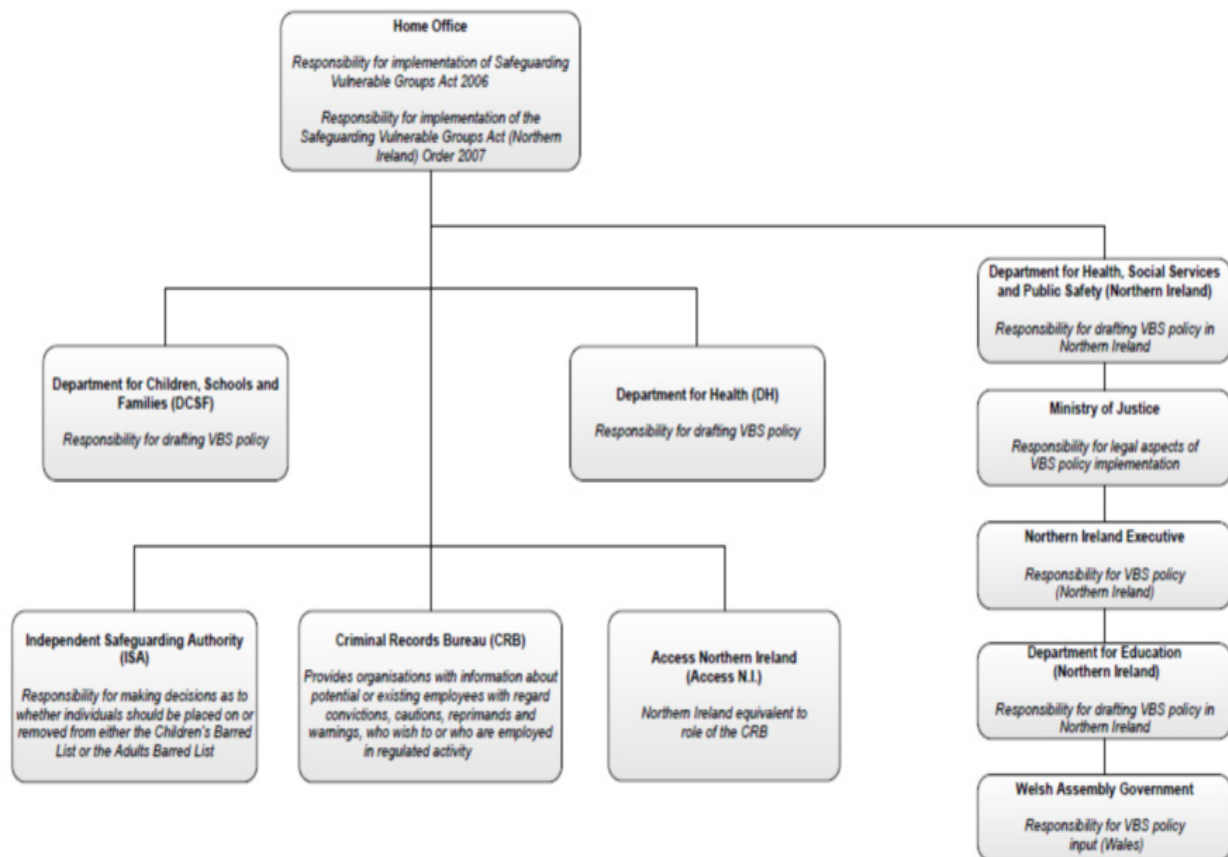 Home Office
Responsibility for implementation of Safeguarding
Vulnerable Groups Act 2006
Responsibility for implementation of the
Safeguarding Vulnerable Groups Act (Northern
Ireland) Order 2007
Department for Health, Social Services
and Public Safety (Northern Ireland)
Responsibility for drafting VBS policy in
Northern Ireland
Department for Children, Schools and
Families (DCSF)
Responsibility for drafting VBS policy
Department for Health (DH)
Responsibility for drafting VBS policy
Ministry of Justice
Responsibility for legal aspects of
VBS policy implementation
Northern Ireland Executive
Responsibility for VBS policy
(Northern Ireland)
Independent Safeguarding Authority
(ISA)
Responsibility for making decisions as to
whether individuals should be placed on or
removed from either the Children's Barred
List or the Adults Barred List
Criminal Records Bureau (CRB)
Provides organisations with information about
potential or existing employees with regard
convictions, cautions, reprimands and
warnings, who wish to or who are employed
in regulated activity
Access Northern Ireland
(Access N.I.)
Northern Ireland equivalent to
role of the CRB
Department for Education
(Northern Ireland)
Responsibility for drafting VBS policy in
Northern Ireland
Welsh Assembly Government
Responsibility for VBS policy
input (Wales)